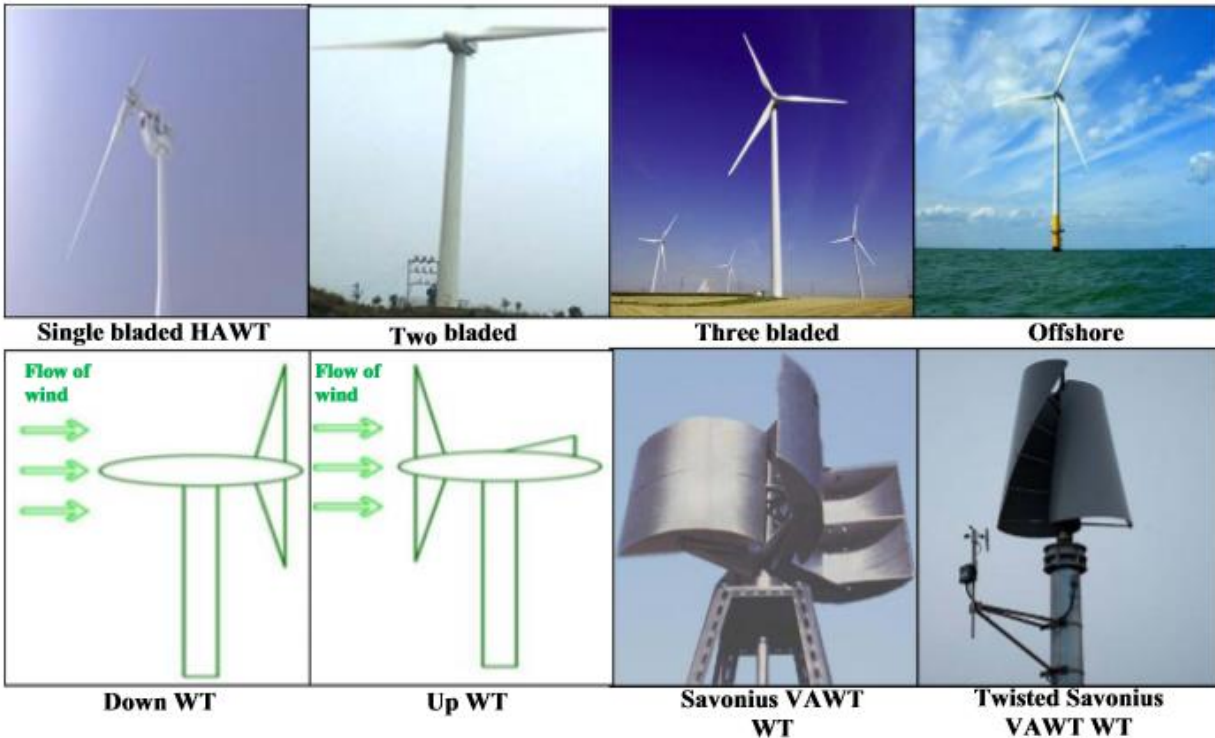 Single bladed HAWT
Two bladed
Three bladed
Offshore
Flow of
wind
Flow of
wind
Down WT
Up WT
Savonius VAWT
WT
Twisted Savonius
VAWT WT